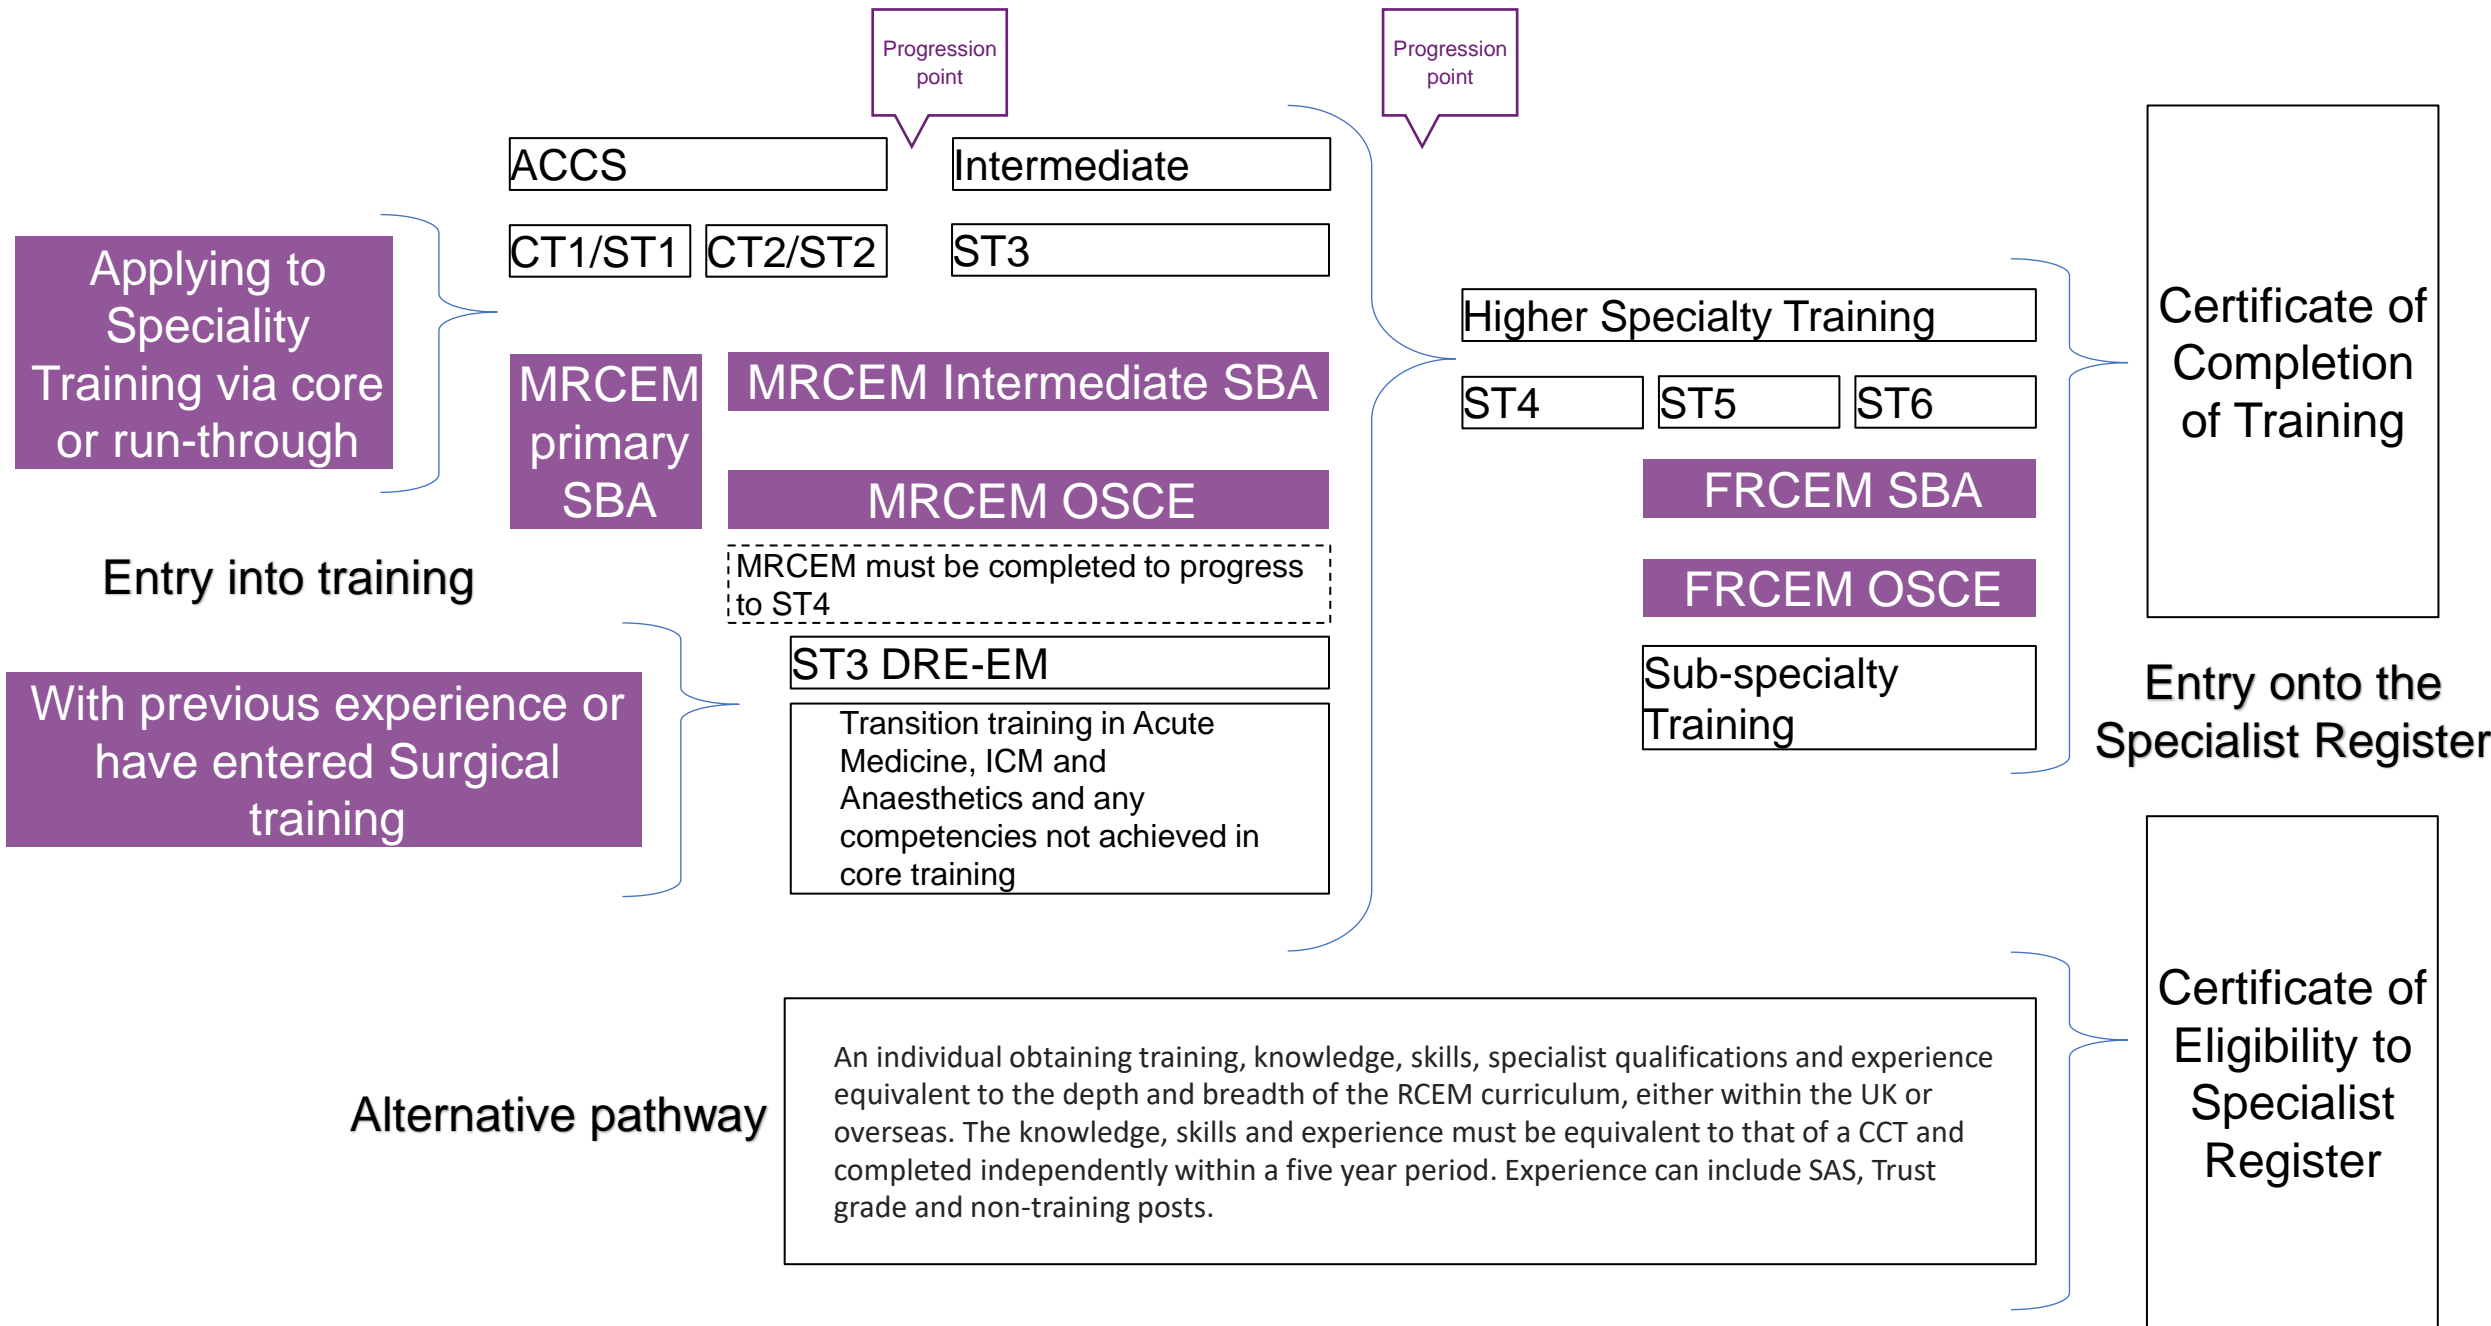 Progression
point
Progression
point
ACCS
Intermediate
CT1/ST1
CT2/ST2
ST3
Applying to
Speciality
Training via core
or run-through
MRCEM
primary
SBA
MRCEM Intermediate SBA
MRCEM OSCE
MRCEM must be completed to progress
to ST4
Entry into training
With previous experience or
have entered Surgical
training
ST3 DRE-EM
Transition training in Acute
Medicine, ICM and
Anaesthetics and any
competencies not achieved in
core training
Higher Specialty Training
ST4
ST5
ST6
FRCEM SBA
FRCEM OSCE
Sub-specialty
Training
Certificate of
Completion
of Training
Entry onto the
Specialist Register
Alternative pathway
An individual obtaining training, knowledge, skills, specialist qualifications and experience
equivalent to the depth and breadth of the RCEM curriculum, either within the UK or
overseas. The knowledge, skills and experience must be equivalent to that of a CCT and
completed independently within a five year period. Experience can include SAS, Trust
grade and non-training posts.
Certificate of
Eligibility to
Specialist
Register